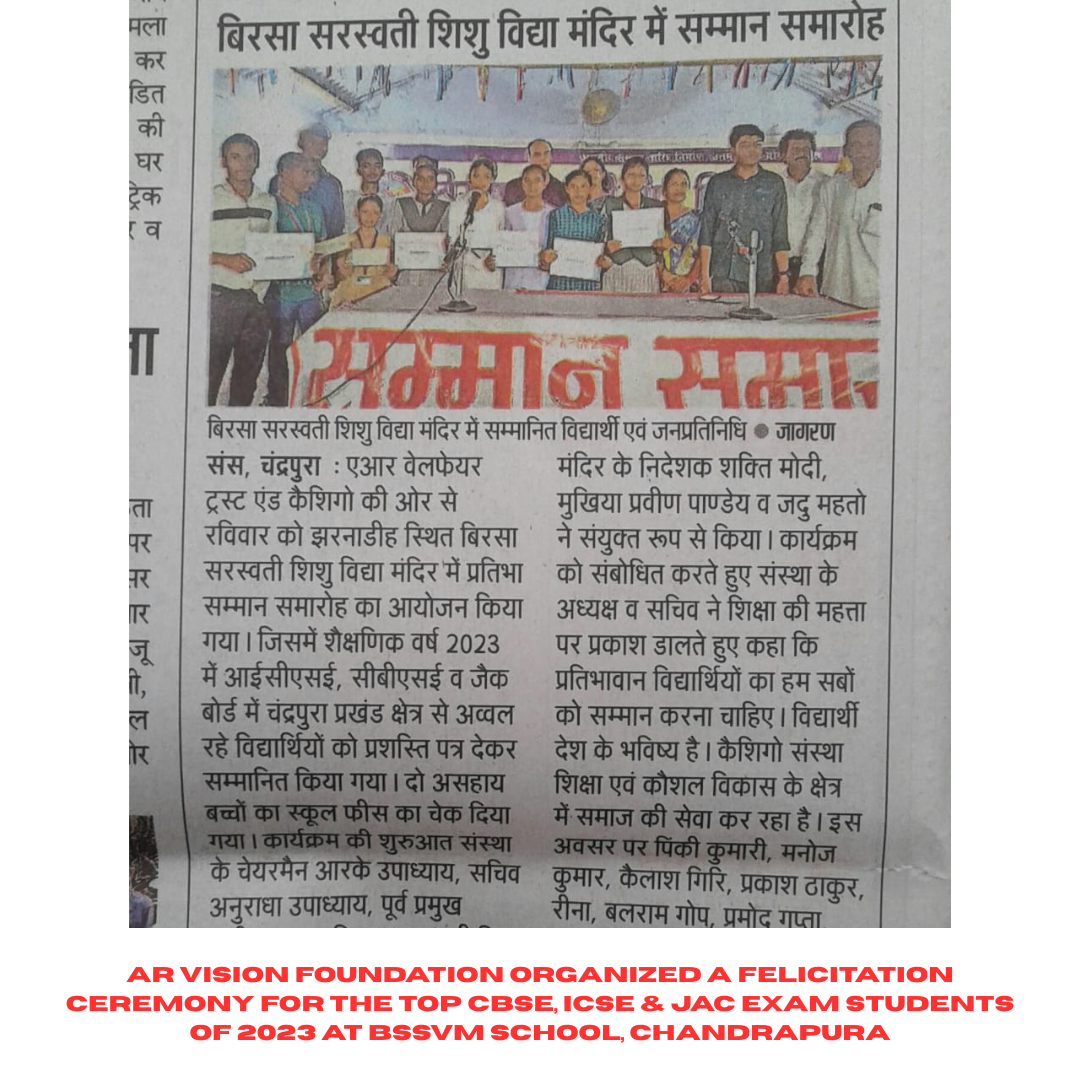 मला
कर
डित
की
घर
ट्रिक
र व
ता
पर
जू
ल
बिरसा सरस्वती शिशु विद्या मंदिर में सम्मान समारोह
सम्मान समा
बिरसा सरस्वती शिशु विद्या मंदिर में सम्मानित विद्यार्थी एवं जनप्रतिनिधि ● जागरण
संस, चंद्रपुरा : एआर वेलफेयर
ट्रस्ट एंड कैशिगो की ओर से
रविवार को झरनाडीह स्थित बिरसा
सरस्वती शिशु विद्या मंदिर में प्रतिभा
सम्मान समारोह का आयोजन किया
गया। जिसमें शैक्षणिक वर्ष 2023
में आईसीएसई, सीबीएसई व जैक
बोर्ड में चंद्रपुरा प्रखंड क्षेत्र से अव्वल
रहे विद्यार्थियों को प्रशस्ति पत्र देकर
सम्मानित किया गया। दो असहाय
बच्चों का स्कूल फीस का चेक दिया
गया। कार्यक्रम की शुरुआत संस्था
के चेयरमैन आरके उपाध्याय, सचिव
अनुराधा उपाध्याय, पूर्व प्रमुख
मंदिर के निदेशक शक्ति मोदी,
मुखिया प्रवीण पाण्डेय व जदु महतो
ने संयुक्त रूप से किया। कार्यक्रम
को संबोधित करते हुए संस्था के
अध्यक्ष व सचिव ने शिक्षा की महत्ता
पर प्रकाश डालते हुए कहा कि
प्रतिभावान विद्यार्थियों का हम सबों
को सम्मान करना चाहिए। विद्यार्थी
देश के भविष्य है। कैशिगो संस्था
शिक्षा एवं कौशल विकास के क्षेत्र
में समाज की सेवा कर रहा है। इस
अवसर पर पिंकी कुमारी, मनोज
कुमार, कैलाश गिरि, प्रकाश ठाकुर,
रीना, बलराम गोप, प्रमोद गुप्ता
AR VISION FOUNDATION ORGANIZED A FELICITATION
CEREMONY FOR THE TOP CBSE, ICSE & JAC EXAM STUDENTS
OF 2023 AT BSSVM SCHOOL, CHANDRAPURA